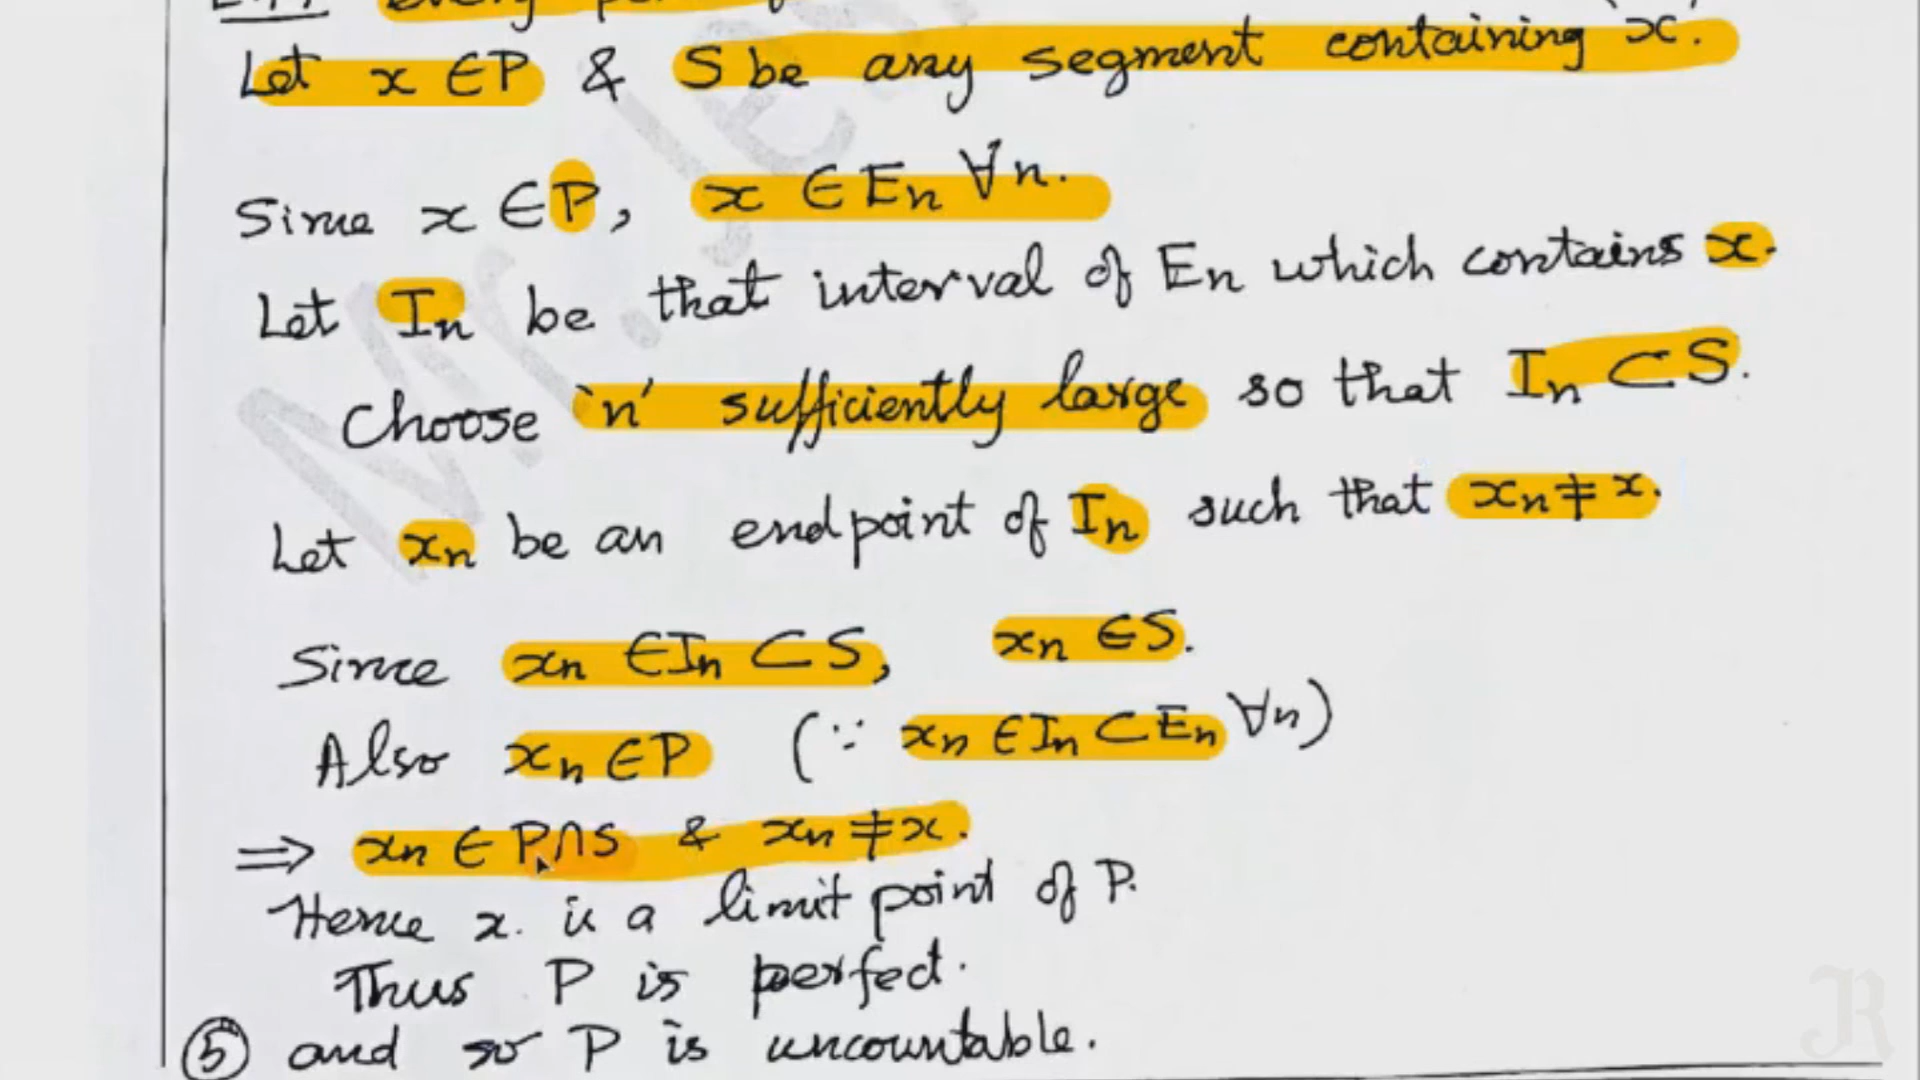 Let x ∈ P & S be any segment containing 'x'.
Since x ∈ P, x ∈ En ∀n.
Let In be that interval of En which contains x.
Choose 'n' sufficiently large so that In ⊂ S.
Let xn be an endpoint of In such that xn ≠ x.
Since xn ∈ In ⊂ S, xn ∈ S.
Also xn ∈ P (∵ xn ∈ In ⊂ En ∀n)
⇒ xn ∈ P∩S & xn ≠ x.
Hence x. is a limit point of P.
Thus P is perfect.
⑤ and so P is uncountable.
R